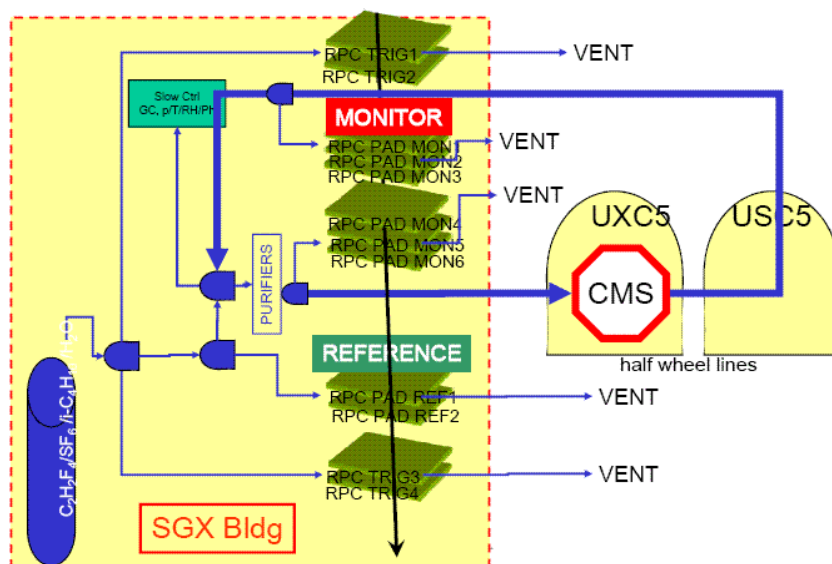 RPC TRIG1
VENT
RPC TRIG2
Slow Ctrl
GC, p/T/RH/PH
MONITOR
RPC PAD MON1
VENT
RPC PAD MON2
RPC PAD MON3
VENT
RPC PAD MON4
UXC5
USC5
RPC PAD MON5
RPC PAD MON6
PURIFIERS
CMS
REFERENCE
half wheel lines
C2H2F4/SF6/i-C4H10/H2O
RPC PAD REF1
VENT
RPC PAD REF2
RPC TRIG3
VENT
RPC TRIG4
SGX Bldg